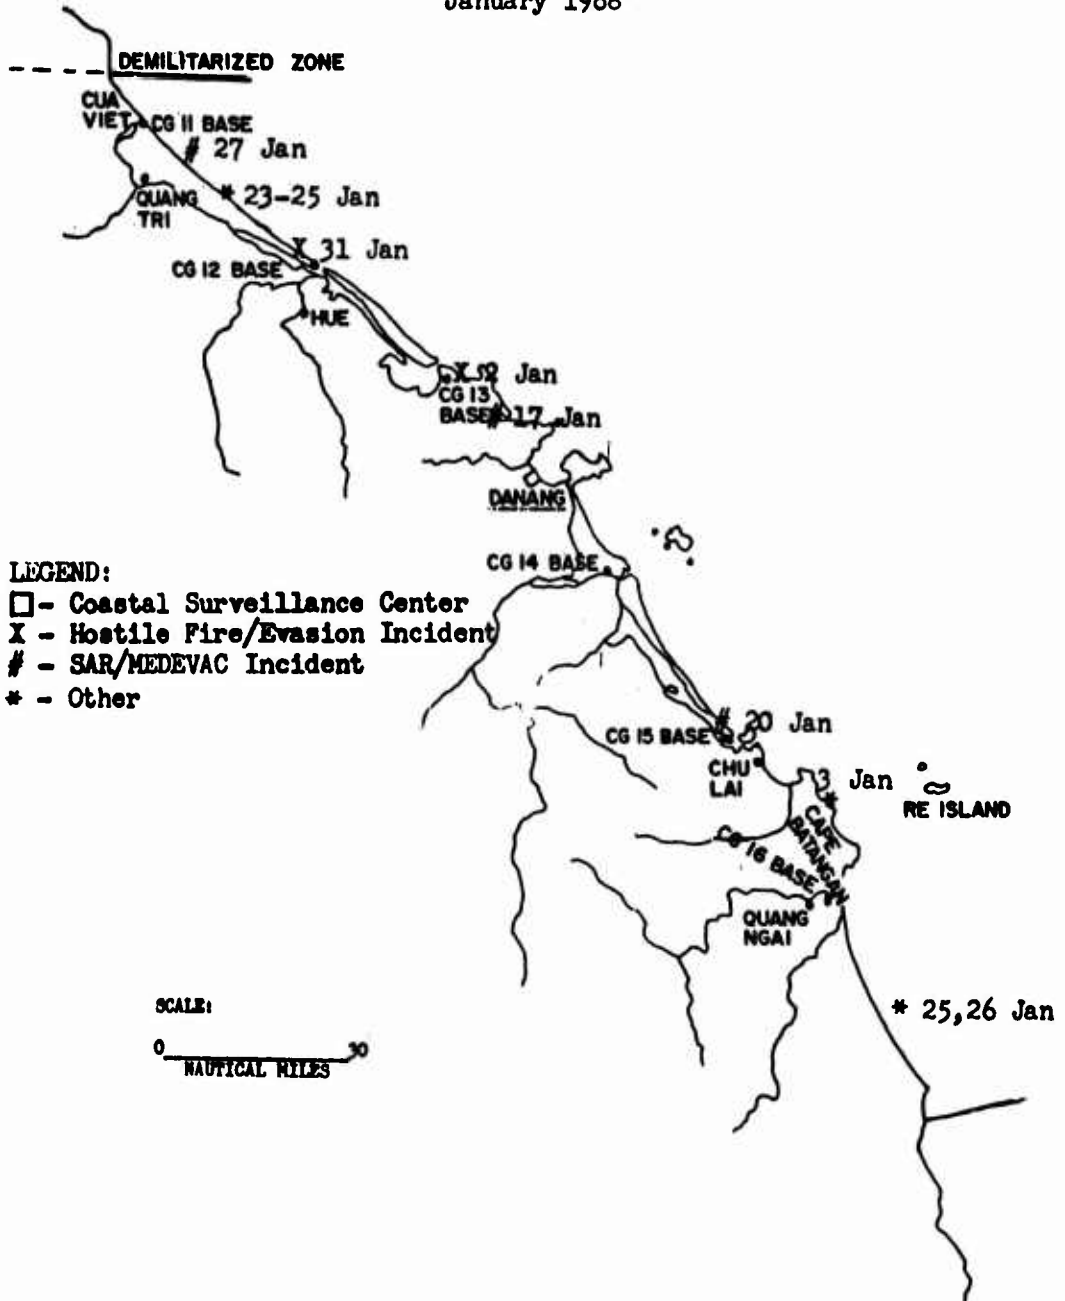 January 1968
DEMILITARIZED ZONE
CUA
VIET
CG 11 BASE
# 27 Jan
* 23-25 Jan
QUANG
TRI
X 31 Jan
CG 12 BASE
HUE
X 2 Jan
CG 13
BASE
# 17 Jan
DANANG
CG 14 BASE
LEGEND:
□- Coastal Surveillance Center
X - Hostile Fire/Evasion Incident
# - SAR/MEDEVAC Incident
* - Other
# 20 Jan
CG 15 BASE
CHU
LAI
3 Jan
*
RE ISLAND
CAPE
BATANGAN
CG 16 BASE
QUANG
NGAI
* 25,26 Jan
SCALE:
0 30
NAUTICAL MILES